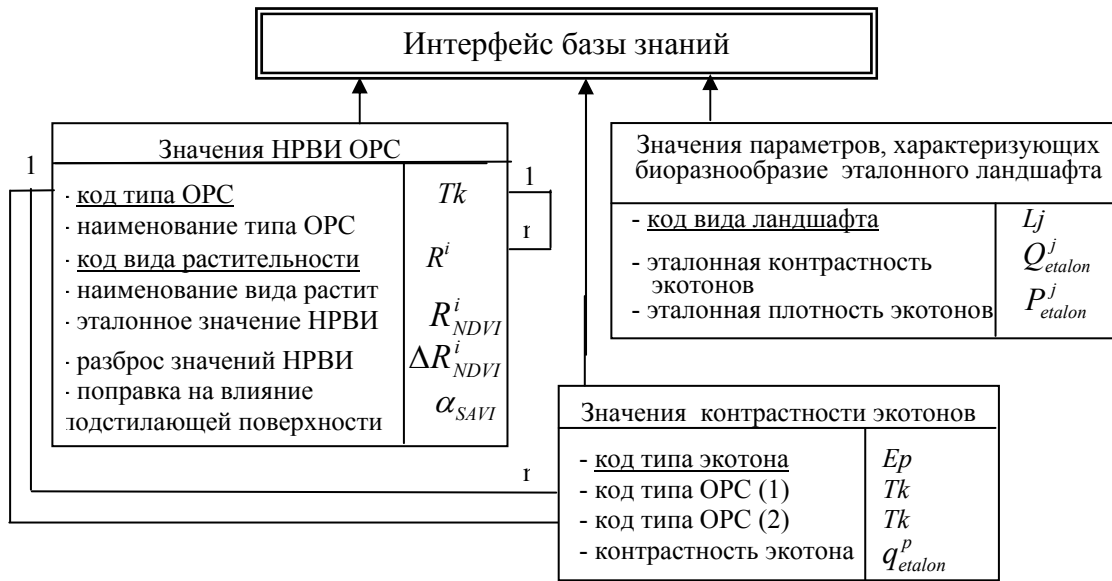 Интерфейс базы знаний
Значения НРВИ ОРС
1
1
· код типа ОРС Tk
· наименование типа ОРС
r
· код вида растительности R^i
· наименование вида растит
· эталонное значение НРВИ R^i_NDVI
· разброс значений НРВИ ΔR^i_NDVI
· поправка на влияние
подстилающей поверхности α_SAVI
Значения параметров, характеризующих
биоразнообразие эталонного ландшафта
- код вида ландшафта Lj
- эталонная контрастность Q^j_etalon
экотонов
- эталонная плотность экотонов P^j_etalon
Значения контрастности экотонов
- код типа экотона Ep
r
- код типа ОРС (1) Tk
- код типа ОРС (2) Tk
- контрастность экотона q^p_etalon